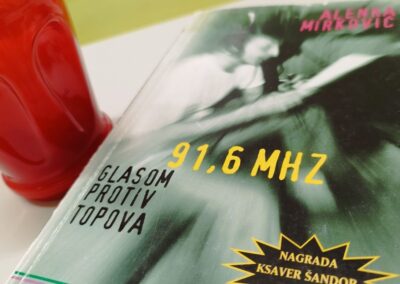 ALENKA
MIRKOVIĆ
91,6 MHZ
GLASOM
PROTIV
TOPOVA
NAGRADA
KSAVER ŠANDOR